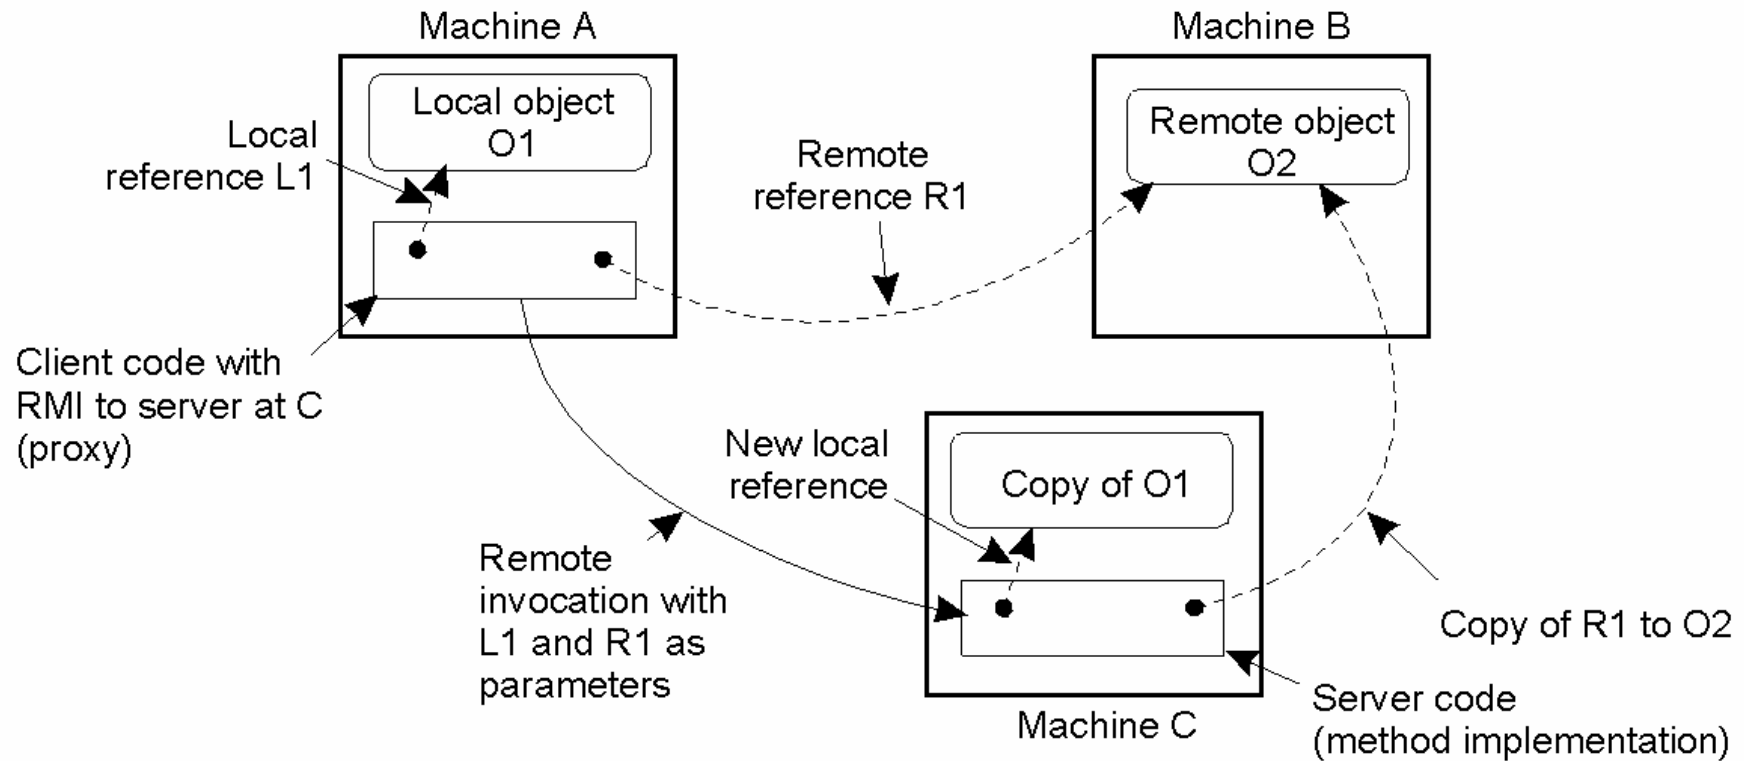 Machine A
Machine B
Local object
O1
Remote object
O2
Local
reference L1
Remote
reference R1
Client code with
RMI to server at C
(proxy)
New local
reference
Copy of O1
Remote
invocation with
L1 and R1 as
parameters
Copy of R1 to O2
Server code
(method implementation)
Machine C